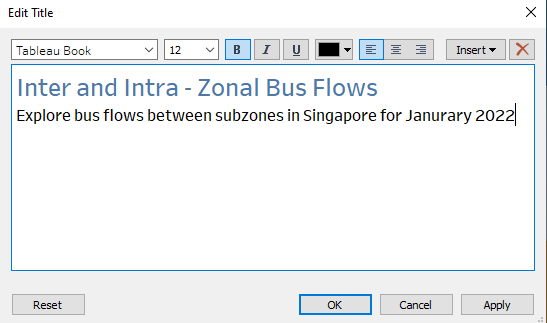 Edit Title
Tableau Book 12 B I U Insert
Inter and Intra - Zonal Bus Flows
Explore bus flows between subzones in Singapore for Janurary 2022
Reset OK Cancel Apply